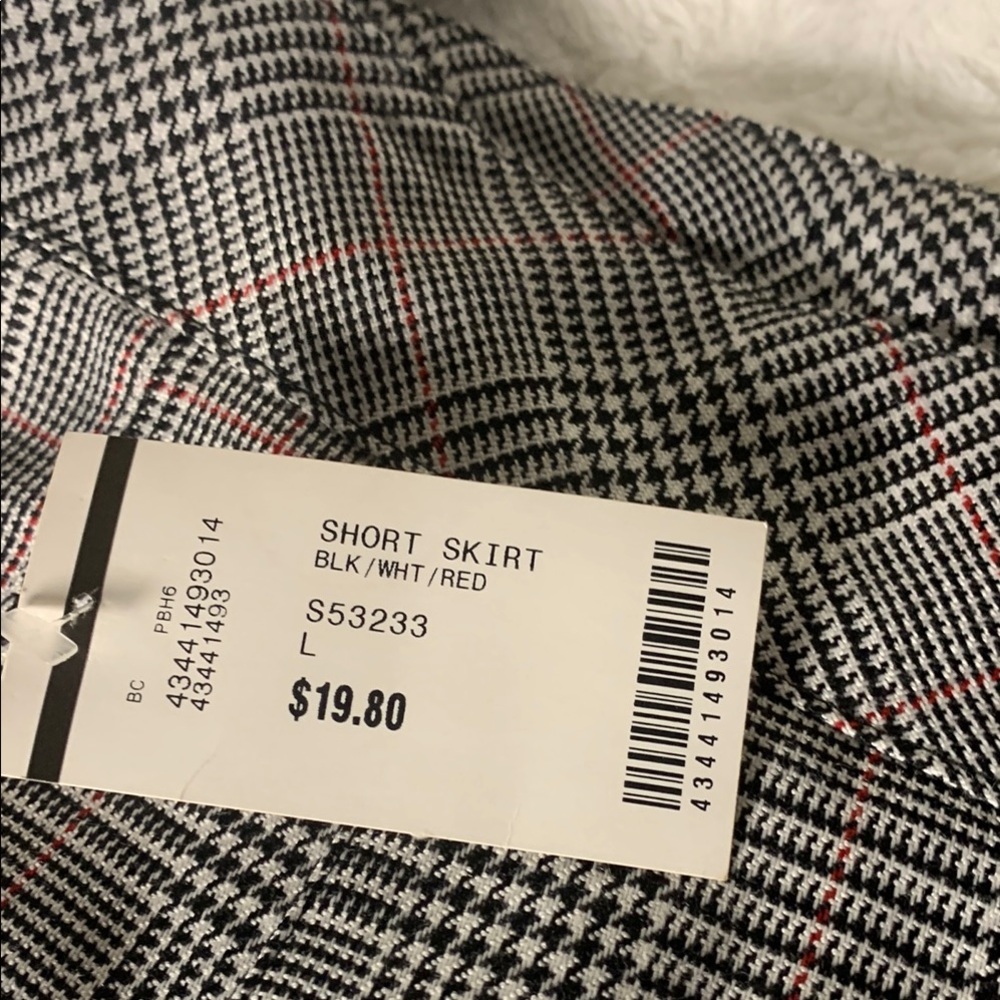 SHORT SKIRT
BLK/WHT/RED
S53233
L
$19.80
BC
PBH6
43441493014
43441493
43441493014